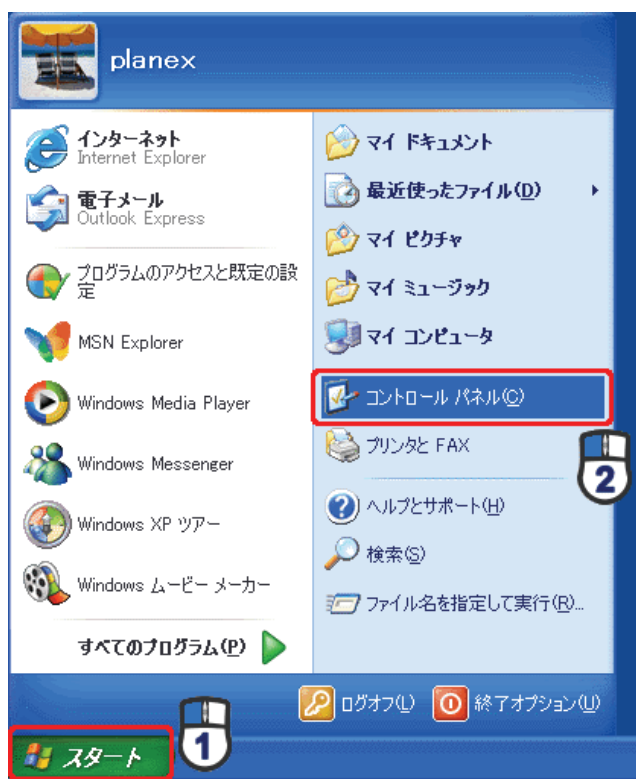 planex
インターネット
Internet Explorer
電子メール
Outlook Express
プログラムのアクセスと既定の設
定
MSN Explorer
Windows Media Player
Windows Messenger
Windows XP ツアー
Windows ムービー メーカー
すべてのプログラム(P)
マイ ドキュメント
最近使ったファイル(D)
マイ ピクチャ
マイ ミュージック
マイ コンピュータ
コントロール パネル(C)
2
プリンタと FAX
ヘルプとサポート(H)
検索(S)
ファイル名を指定して実行(R)...
ログオフ(L)
終了オプション(U)
スタート
1